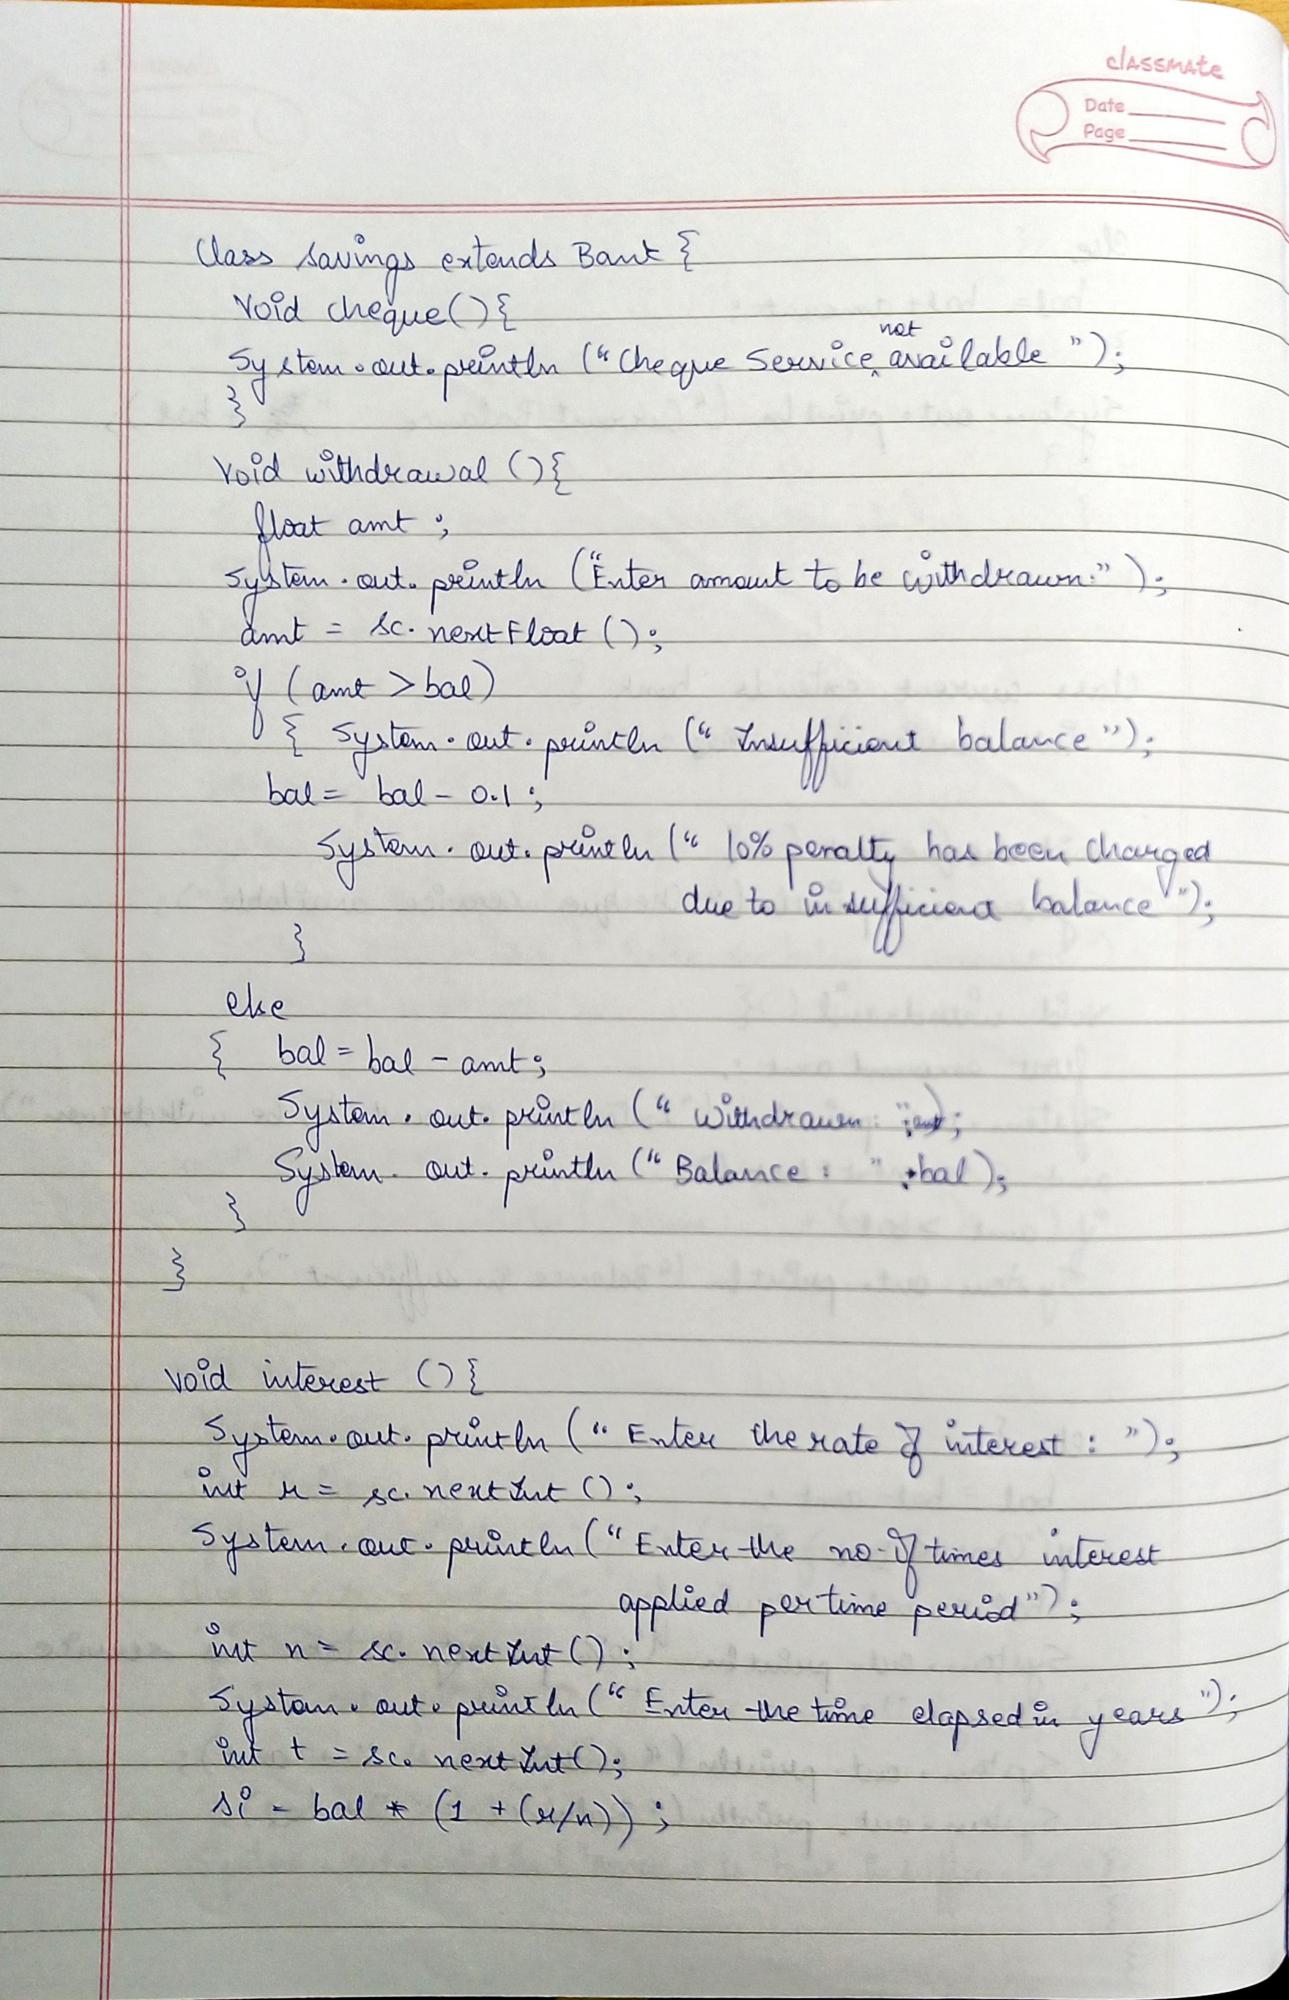 classmate
Date
Page
Class savings extends Bank {
Void cheque(){
System.out.println ("Cheque Service not available ");
}
Void withdrawal (){
float amt ;
System.out.println ("Enter amount to be withdrawn:" );
amt = sc.nextFloat ();
if (amt > bal)
{ System.out.println (" Insufficient balance ");
bal = bal - 0.1 ;
System.out.println (" 10% penalty has been charged
due to insufficient balance ");
}
else
{ bal = bal - amt ;
System.out.println (" Withdrawn : "
System.out.println (" Balance : " +bal );
}
}
void interest (){
System.out.println (" Enter the rate of interest : ");
int r = sc.nextInt ();
System.out.println (" Enter the no. of times interest
applied per time period ");
int n = sc.nextInt () ;
System.out.println (" Enter the time elapsed in years ");
int t = sc.nextInt();
si = bal * (1 + (r/n)) ;